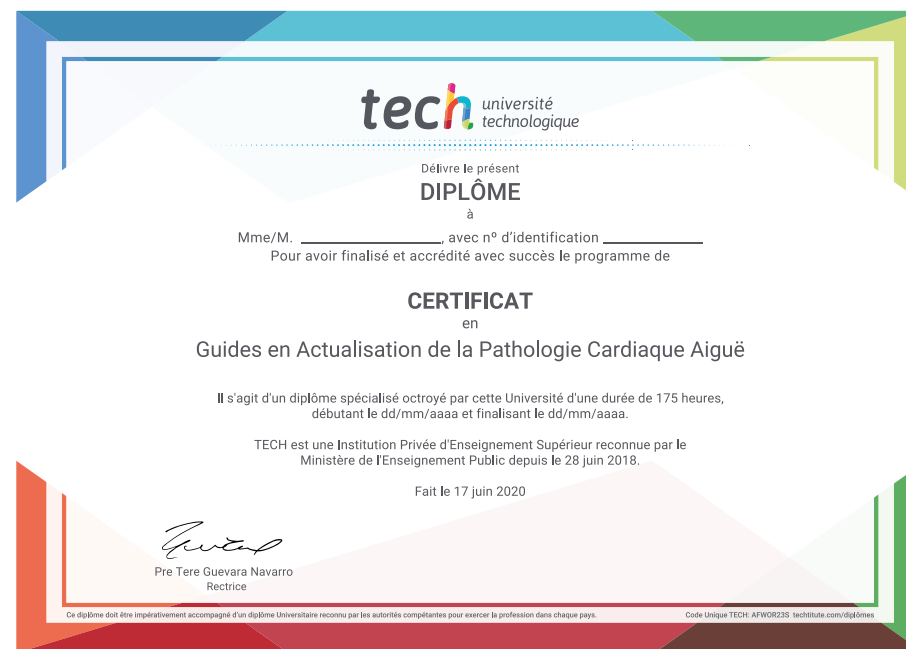 tech université
technologique
Délivre le présent
DIPLÔME
à
Mme/M. ____________________, avec nº d'identification ______________
Pour avoir finalisé et accrédité avec succès le programme de
CERTIFICAT
en
Guides en Actualisation de la Pathologie Cardiaque Aiguë
Il s'agit d'un diplôme spécialisé octroyé par cette Université d'une durée de 175 heures,
débutant le dd/mm/aaaa et finalisant le dd/mm/aaaa.
TECH est une Institution Privée d'Enseignement Supérieur reconnue par le
Ministère de l'Enseignement Public depuis le 28 juin 2018.
Fait le 17 juin 2020
Pre Tere Guevara Navarro
Rectrice
Ce diplôme doit être impérativement accompagné d'un diplôme Universitaire reconnu par les autorités compétantes pour exercer la profession dans chaque pays. Code Unique TECH: AFWOR23S techtitute.com/diplômes